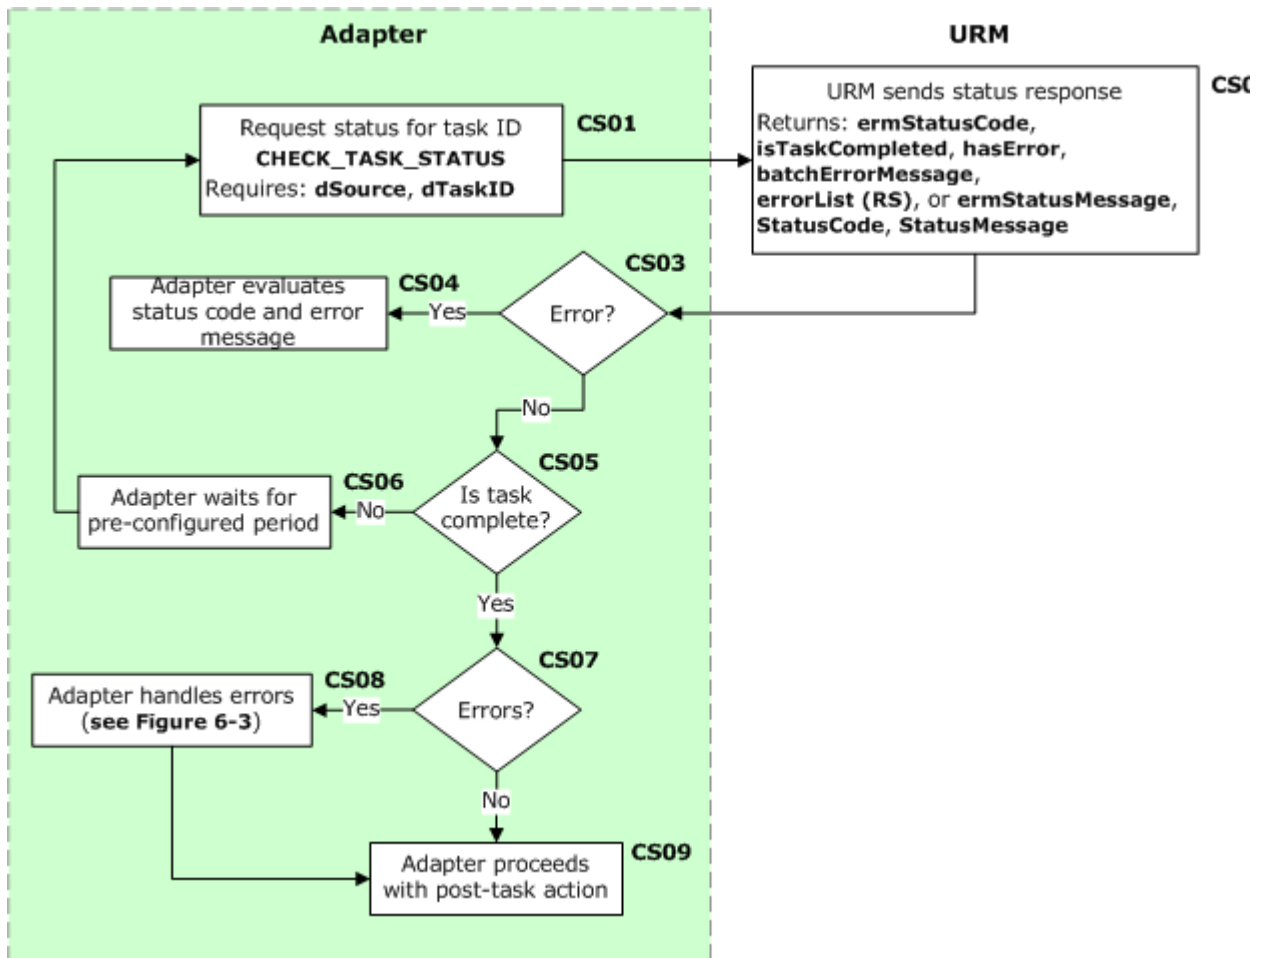 Adapter
URM
Request status for task ID
CHECK_TASK_STATUS
Requires: dSource, dTaskID
CS01
URM sends status response
Returns: ermStatusCode,
isTaskCompleted, hasError,
batchErrorMessage,
errorList (RS), or ermStatusMessage,
StatusCode, StatusMessage
Error?
CS03
Yes
Adapter evaluates
status code and error
message
CS04
No
Is task
complete?
CS05
No
Adapter waits for
pre-configured period
CS06
Yes
Errors?
CS07
Yes
Adapter handles errors
(see Figure 6-3)
CS08
No
Adapter proceeds
with post-task action
CS09